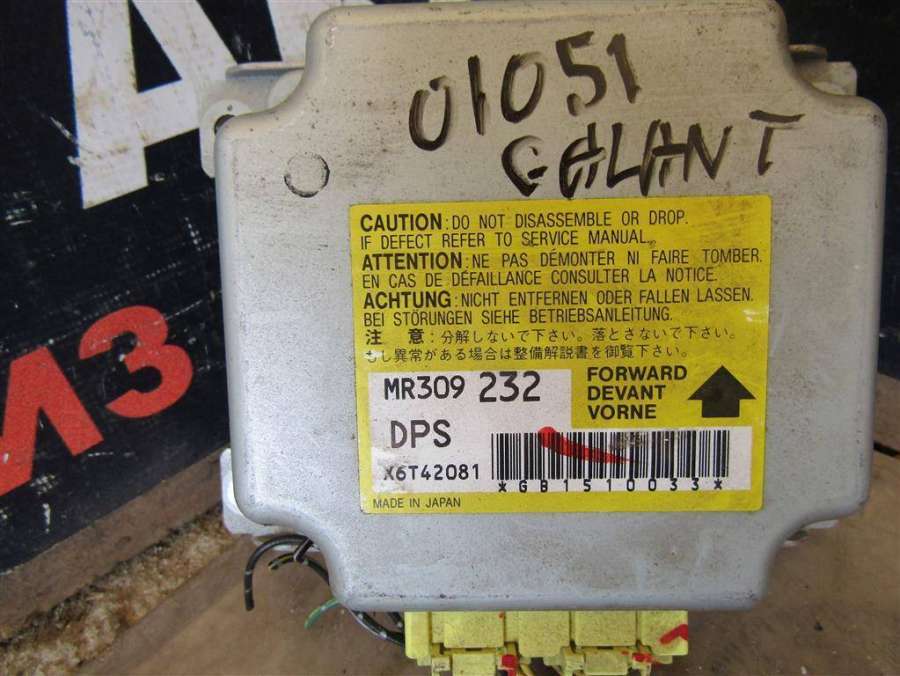 01051
GALANT
CAUTION : DO NOT DISASSEMBLE OR DROP.
IF DEFECT REFER TO SERVICE MANUAL.
ATTENTION : NE PAS DÉMONTER NI FAIRE TOMBER.
EN CAS DE DÉFAILLANCE CONSULTER LA NOTICE.
ACHTUNG : NICHT ENTFERNEN ODER FALLEN LASSEN.
BEI STÖRUNGEN SIEHE BETRIEBSANLEITUNG.
注 意 : 分解しないで下さい。落とさないで下さい。
もし異常がある場合は整備解説書を御覧下さい。
MR309 232
FORWARD
DEVANT
VORNE
DPS
X6T42081
*GB1510033*
MADE IN JAPAN
МЗ